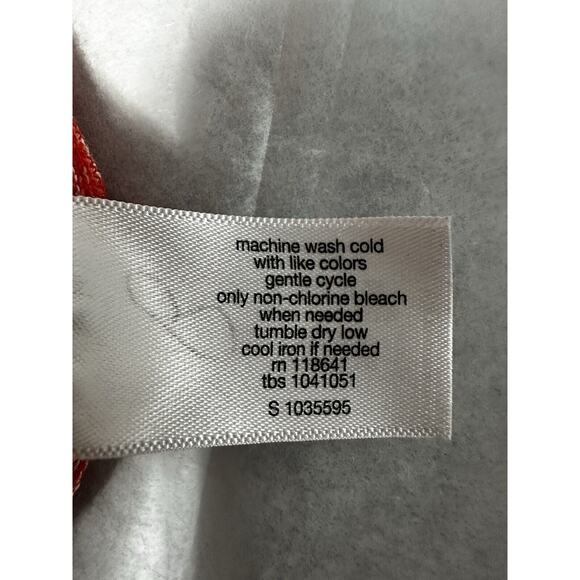 machine wash cold
with like colors
gentle cycle
only non-chlorine bleach
when needed
tumble dry low
cool iron if needed
rn 118641
tbs 1041051
S 1035595